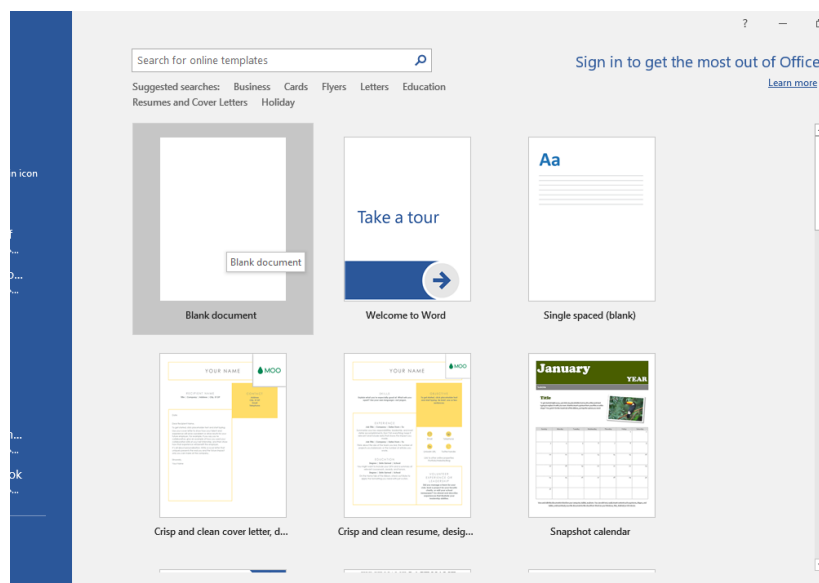 ?
Search for online templates
Sign in to get the most out of Office
Learn more
Suggested searches: Business Cards Flyers Letters Education
Resumes and Cover Letters Holiday
n icon
f
...
o...
...
n...
...
ok
...
Blank document
Blank document
Take a tour
Welcome to Word
Aa
Single spaced (blank)
YOUR NAME
MOO
Crisp and clean cover letter, d...
YOUR NAME
MOO
Crisp and clean resume, desig...
January
YEAR
Title
Snapshot calendar